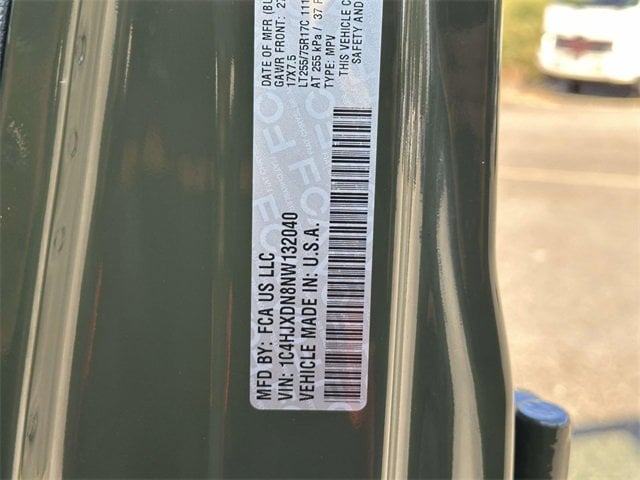 MFD BY: FCA US LLC
VIN: 1C4HJXDN8NW132040
VEHICLE MADE IN: U.S.A.
DATE OF MFR
GAWR FRONT:
17X7.5
LT255/75R17C
AT 255 kPa / 37
TYPE: MPV
THIS VEHICLE
SAFETY AND